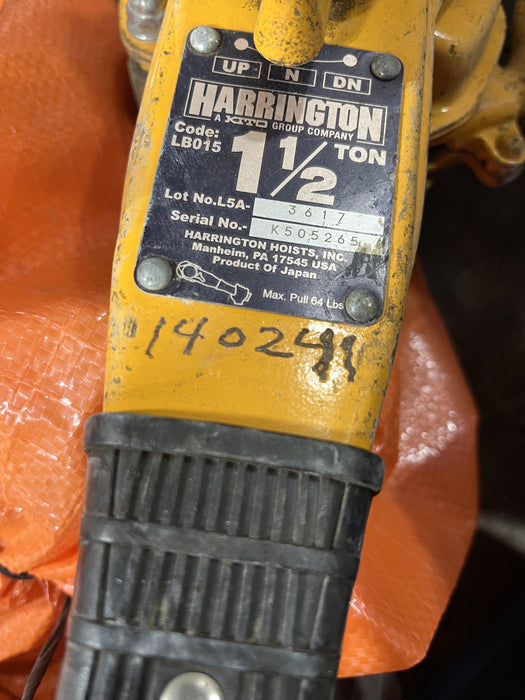 UP N DN
HARRINGTON
A KITO GROUP COMPANY
Code:
LB015
1 1/2 TON
Lot No.L5A- 3617
Serial No.- K505265
HARRINGTON HOISTS, INC.
Manheim, PA 17545 USA
Product Of Japan
Max. Pull 64 Lbs